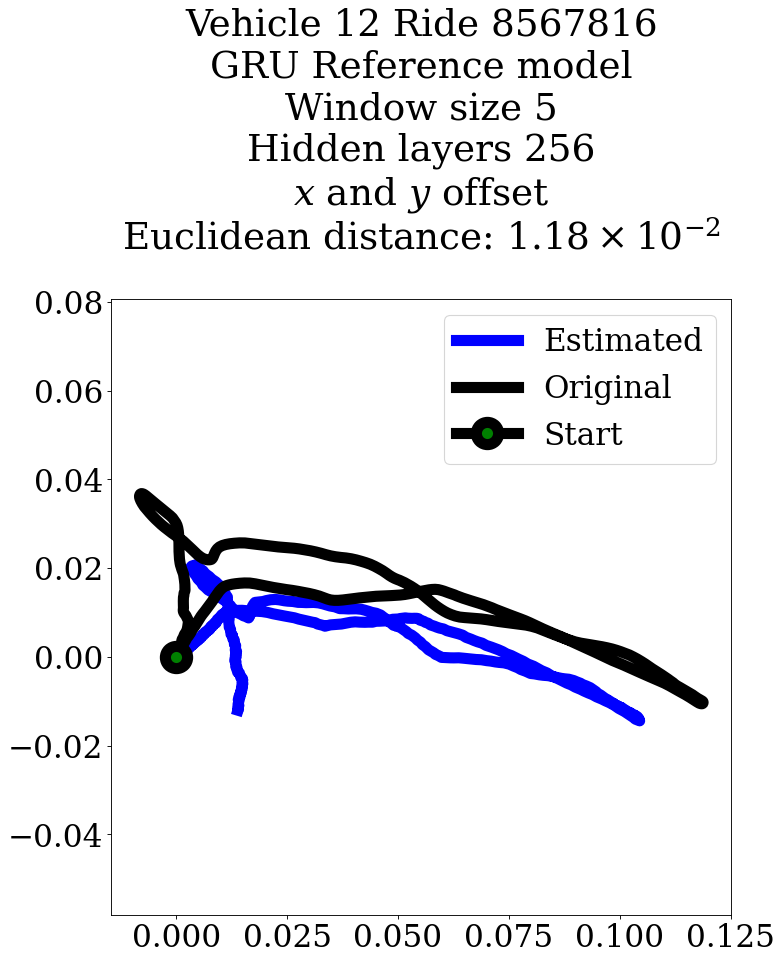 Vehicle 12 Ride 8567816
GRU Reference model
Window size 5
Hidden layers 256
x and y offset
Euclidean distance: 1.18 × 10⁻²
0.08
0.06
0.04
0.02
0.00
−0.02
−0.04
Estimated
Original
Start
0.000 0.025 0.050 0.075 0.100 0.125